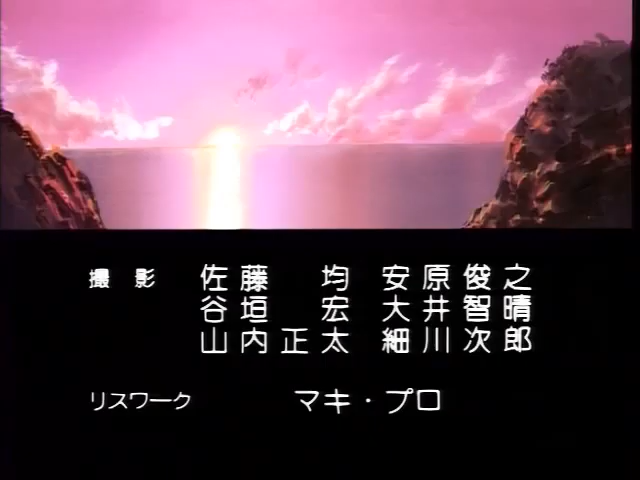 撮影 佐藤 均 安原俊之
谷垣 宏 大井智晴
山内正太 細川次郎
リスワーク マキ・プロ